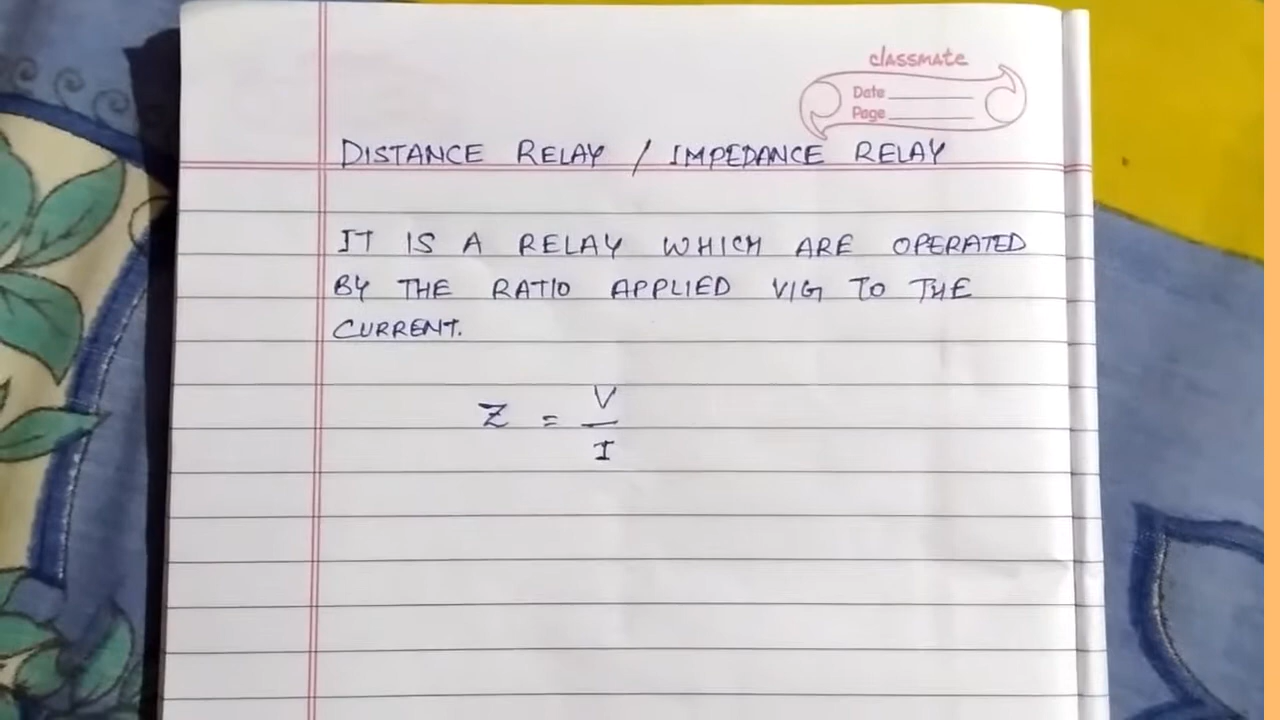 classmate
Date
Page
DISTANCE RELAY / IMPEDANCE RELAY
IT IS A RELAY WHICH ARE OPERATED
BY THE RATIO APPLIED V/G TO THE
CURRENT.
Z = V/I